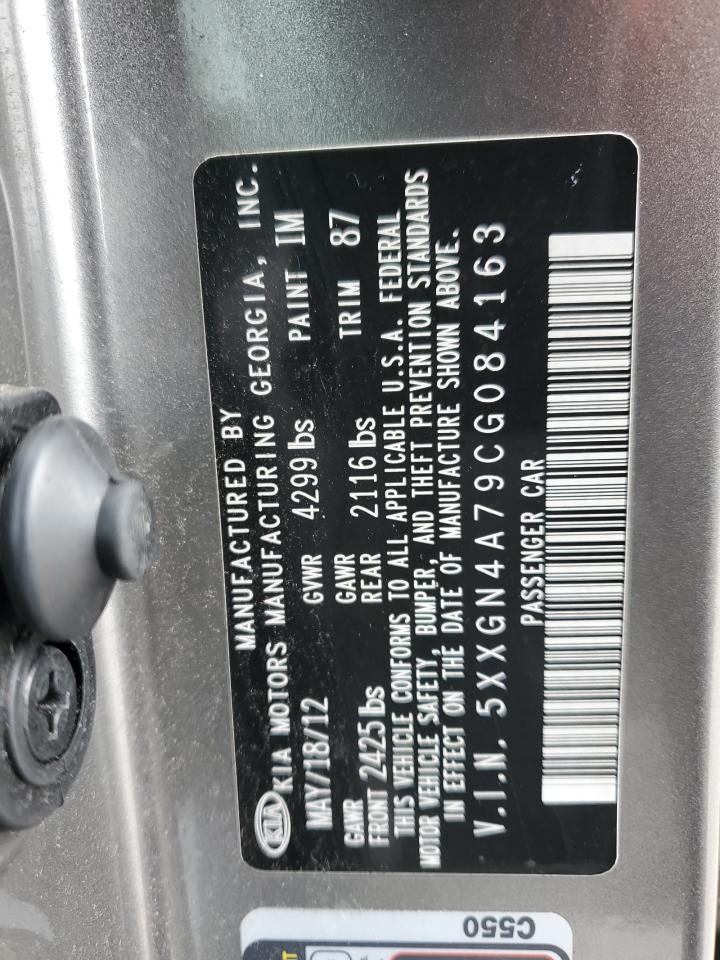 MANUFACTURED BY
KIA KIA MOTORS MANUFACTURING GEORGIA, INC.
MAY/18/12 GVWR 4299 lbs PAINT IM
GAWR FRONT 2425 lbs GAWR REAR 2116 lbs TRIM 87
THIS VEHICLE CONFORMS TO ALL APPLICABLE U.S.A. FEDERAL
MOTOR VEHICLE SAFETY, BUMPER, AND THEFT PREVENTION STANDARDS
IN EFFECT ON THE DATE OF MANUFACTURE SHOWN ABOVE.
V.I.N. 5XXGN4A79CG084163
PASSENGER CAR
C550